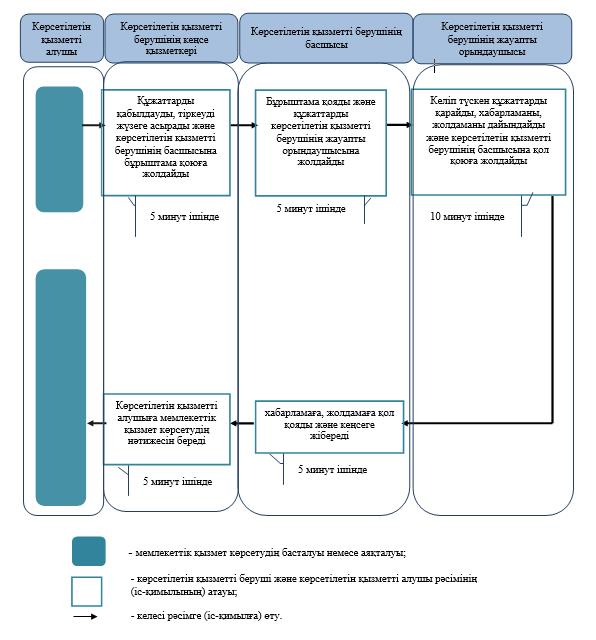 Көрсетілетін
қызметті
алушы
Көрсетілетін қызметті
берушінің кеңсе
қызметкері
Көрсетілетін қызметті берушінің
басшысы
Көрсетілетін қызметті
берушінің жауапты
орындаушысы
Құжаттарды
қабылдауды, тіркеуді
жүзеге асырады және
көрсетілетін қызметті
берушінің басшысына
бұрыштама қоюға
жолдайды
Бұрыштама қояды және
құжаттарды
көрсетілетін қызметті
берушінің жауапты
орындаушысына
жолдайды
Келіп түскен құжаттарды
қарайды, хабарламаны,
жолдаманы дайындайды
және көрсетілетін қызметті
берушінің басшысына қол
қоюға жолдайды
5 минут ішінде
5 минут ішінде
10 минут ішінде
Көрсетілетін қызметті
алушыға мемлекеттік
қызмет көрсетудің
нәтижесін береді
хабарламаға, жолдамаға қол
қояды және кеңсеге
жібереді
5 минут ішінде
5 минут ішінде
- мемлекеттік қызмет көрсетудің басталуы немесе аяқталуы;
- көрсетілетін қызметті беруші және көрсетілетін қызметті алушы рәсімінің
(іс-қимылының) атауы;
- келесі рәсімге (іс-қимылға) өту.